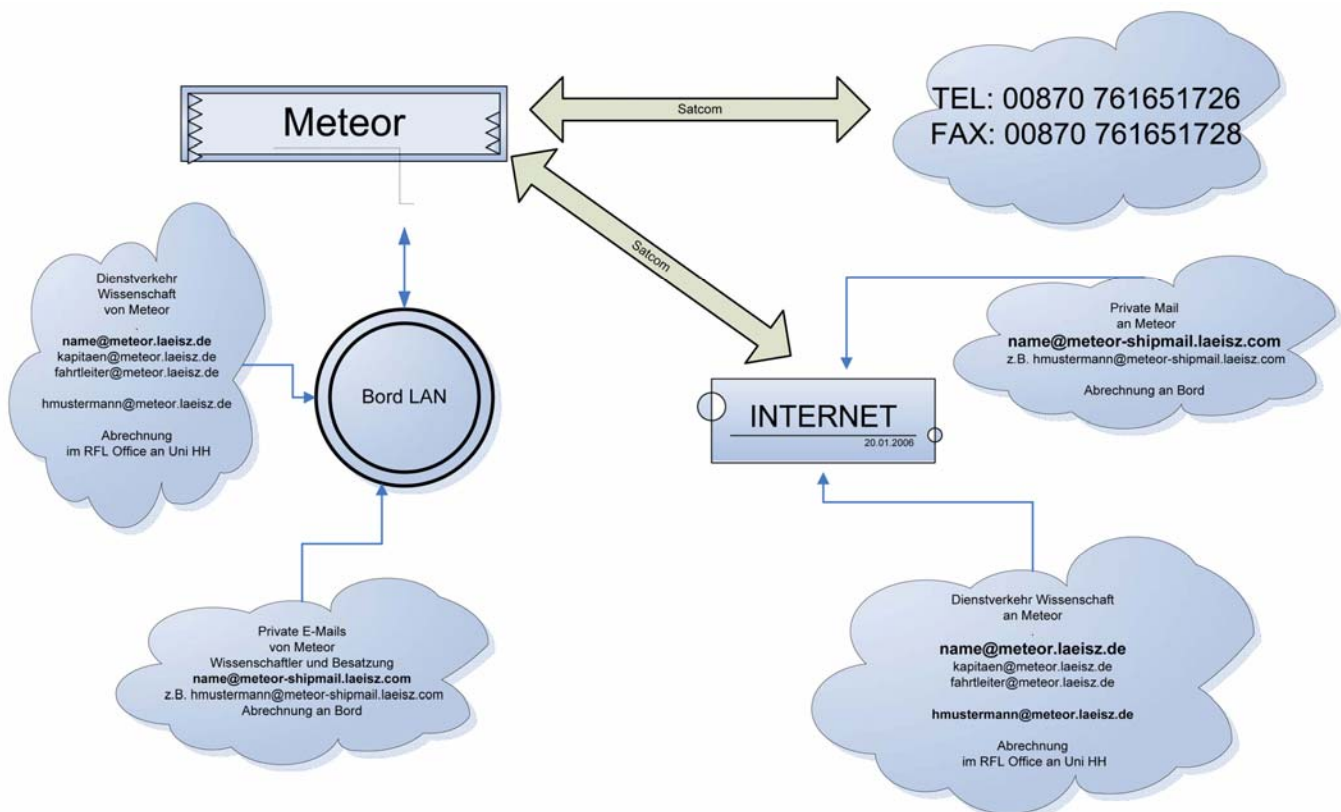 Meteor
Satcom
TEL: 00870 761651726
FAX: 00870 761651728
Satcom
Dienstverkehr
Wissenschaft
von Meteor
.
name@meteor.laeisz.de
kapitaen@meteor.laeisz.de
fahrtleiter@meteor.laeisz.de
hmustermann@meteor.laeisz.de
Abrechnung
im RFL Office an Uni HH
Bord LAN
Private Mail
an Meteor
name@meteor-shipmail.laeisz.com
z.B. hmustermann@meteor-shipmail.laeisz.com
Abrechnung an Bord
INTERNET
20.01.2006
Private E-Mails
von Meteor
Wissenschaftler und Besatzung
name@meteor-shipmail.laeisz.com
z.B. hmustermann@meteor-shipmail.laeisz.com
Abrechnung an Bord
Dienstverkehr Wissenschaft
an Meteor
.
name@meteor.laeisz.de
kapitaen@meteor.laeisz.de
fahrtleiter@meteor.laeisz.de
hmustermann@meteor.laeisz.de
Abrechnung
im RFL Office an Uni HH